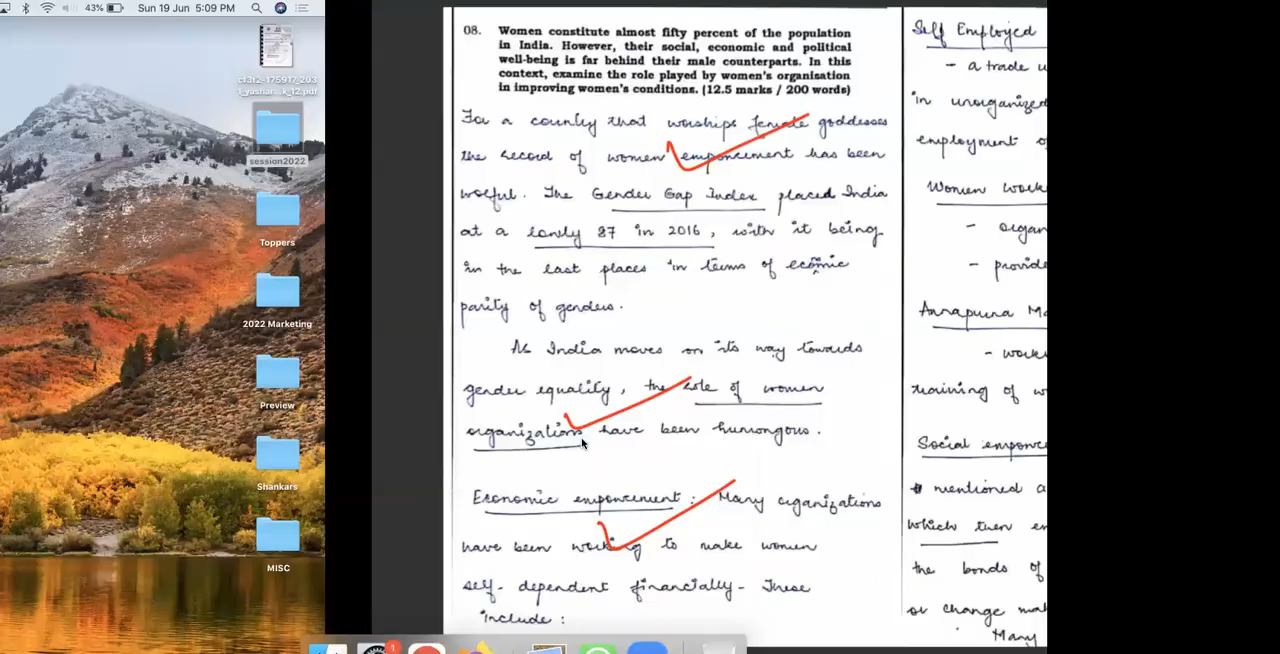 43%
Sun 19 Jun 5:09 PM
session2022
Toppers
2022 Marketing
Preview
Shankars
MISC
1
08. Women constitute almost fifty percent of the population
in India. However, their social, economic and political
well-being is far behind their male counterparts. In this
context, examine the role played by women's organisation
in improving women's conditions. (12.5 marks / 200 words)
For a country that worships female goddesses
the record of women empowerment has been
woeful. The Gender Gap Index placed India
at a lowly 87 in 2016, with it being
in the last places in terms of
parity of genders.
As India moves on its way towards
gender equality, the role of women
organizations have been humongous.
Economic empowerment: Many organizations
have been working to make women
self-dependent financially - These
include :
Self Employed
- a trade u
in unorganized
employment o
Women Work
- organ
- provide
Annapurna Ma
- work
training of w
Social empowe
mentioned a
which then en
the bonds of
or change mak
Many